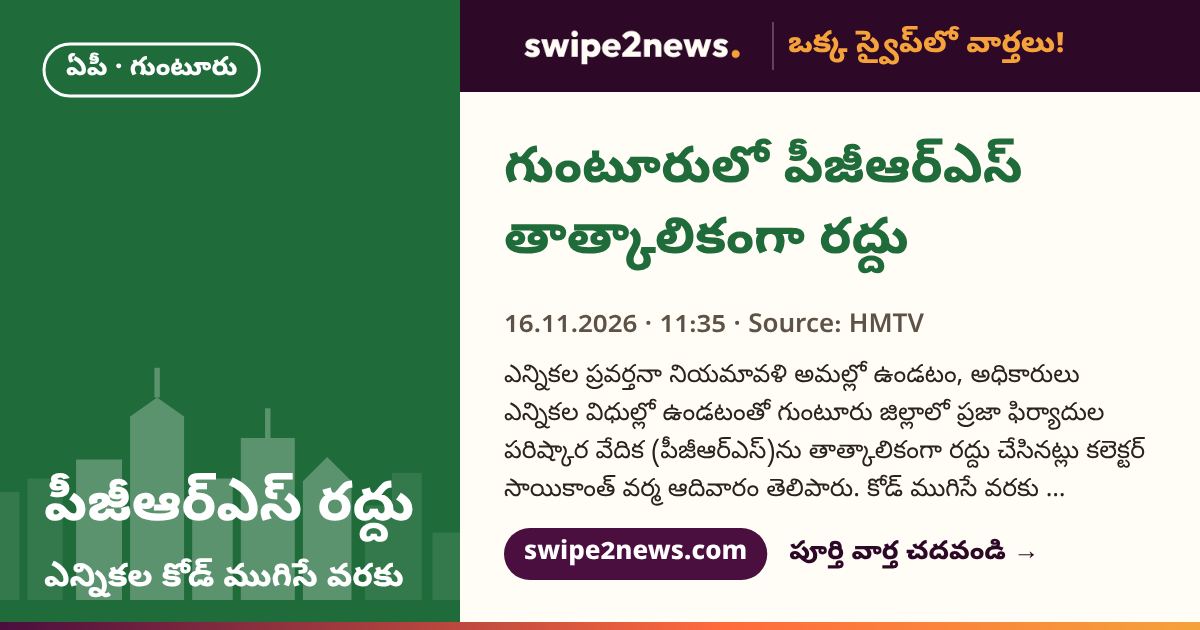 ఏపీ · గుంటూరు
పీజీఆర్ఎస్ రద్దు
ఎన్నికల కోడ్ ముగిసే వరకు
swipe2news.
ఒక్క స్వైప్‌లో వార్తలు!
గుంటూరులో పీజీఆర్ఎస్
తాత్కాలికంగా రద్దు
16.11.2026 · 11:35 · Source: HMTV
ఎన్నికల ప్రవర్తనా నియమావళి అమల్లో ఉండటం, అధికారులు
ఎన్నికల విధుల్లో ఉండటంతో గుంటూరు జిల్లాలో ప్రజా ఫిర్యాదుల
పరిష్కార వేదిక (పీజీఆర్ఎస్)ను తాత్కాలికంగా రద్దు చేసినట్లు కలెక్టర్
సాయికాంత్ వర్మ ఆదివారం తెలిపారు. కోడ్ ముగిసే వరకు ...
swipe2news.com
పూర్తి వార్త చదవండి →